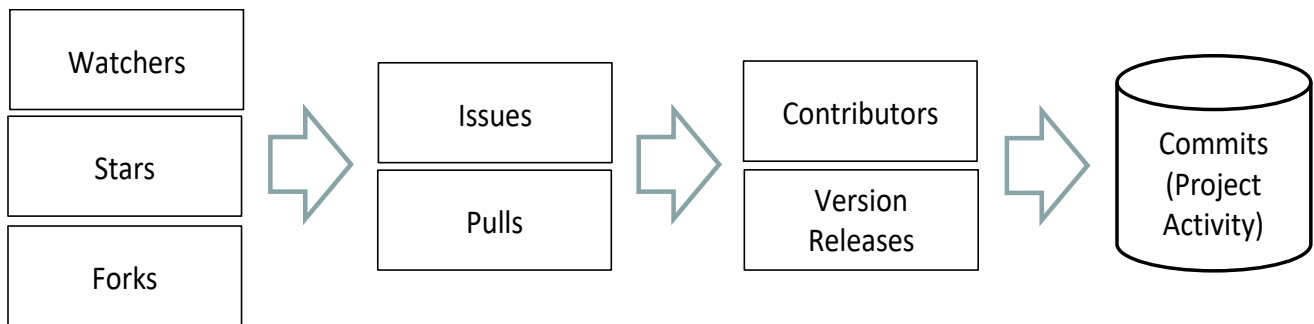 Watchers
Stars
Forks
Issues
Pulls
Contributors
Version
Releases
Commits
(Project
Activity)